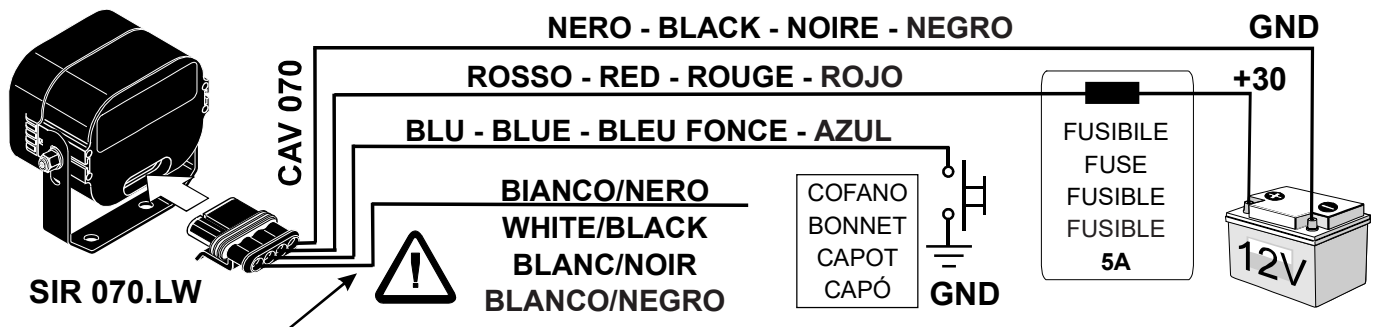 NERO - BLACK - NOIRE - NEGRO
GND
CAV 070
ROSSO - RED - ROUGE - ROJO
+30
BLU - BLUE - BLEU FONCE - AZUL
FUSIBILE
FUSE
FUSIBLE
FUSIBLE
5A
BIANCO/NERO
WHITE/BLACK
BLANC/NOIR
BLANCO/NEGRO
COFANO
BONNET
CAPOT
CAPÓ
GND
12V
SIR 070.LW
!